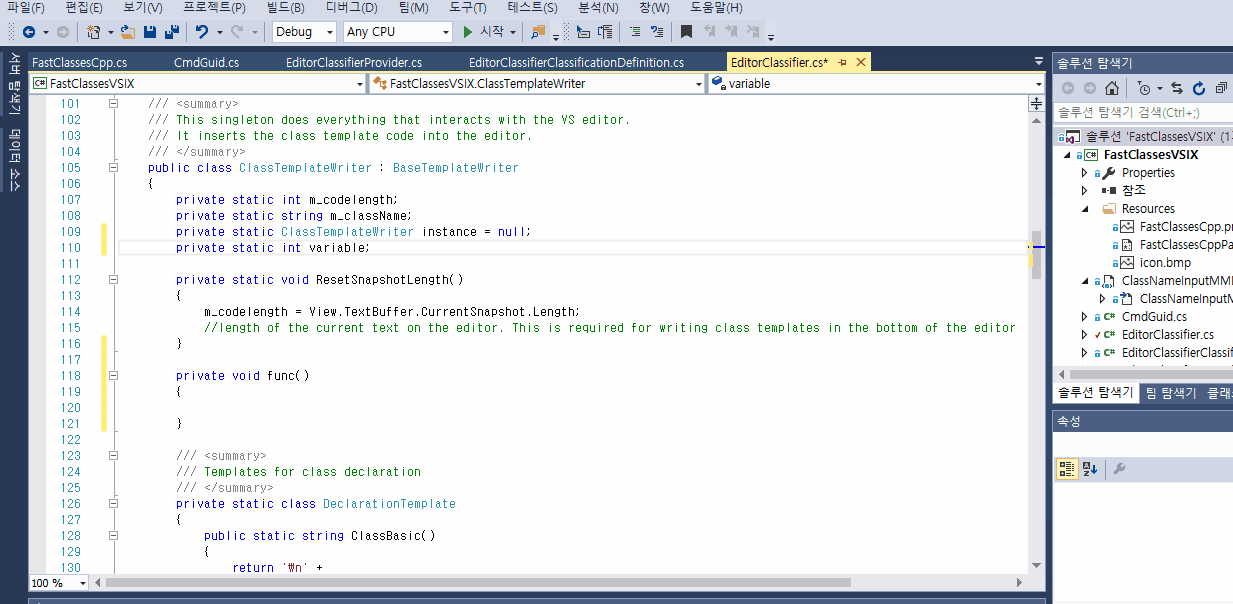 파일(F) 편집(E) 보기(V) 프로젝트(P) 빌드(B) 디버그(D) 팀(M) 도구(T) 테스트(S) 분석(N) 창(W) 도움말(H)
Debug Any CPU 시작
서버 탐색기
데이터 소스
FastClassesCpp.cs CmdGuid.cs EditorClassifierProvider.cs EditorClassifierClassificationDefinition.cs EditorClassifier.cs*
FastClassesVSIX FastClassesVSIX.ClassTemplateWriter variable
101 /// <summary>
102 /// This singleton does everything that interacts with the VS editor.
103 /// It inserts the class template code into the editor.
104 /// </summary>
105 public class ClassTemplateWriter : BaseTemplateWriter
106 {
107 private static int m_codelength;
108 private static string m_className;
109 private static ClassTemplateWriter instance = null;
110 private static int variable;
111
112 private static void ResetSnapshotLength()
113 {
114 m_codelength = View.TextBuffer.CurrentSnapshot.Length;
115 //length of the current text on the editor. This is required for writing class templates in the bottom of the editor
116 }
117
118 private void func()
119 {
120
121 }
122
123 /// <summary>
124 /// Templates for class declaration
125 /// </summary>
126 private static class DeclarationTemplate
127 {
128 public static string ClassBasic()
129 {
130 return '₩n' +
100 %
솔루션 탐색기
솔루션 탐색기 검색(Ctrl+;)
솔루션 'FastClassesVSIX' (1
FastClassesVSIX
Properties
참조
Resources
FastClassesCpp.pn
FastClassesCppPa
icon.bmp
ClassNameInputMM
ClassNameInputM
CmdGuid.cs
EditorClassifier.cs
EditorClassifierClassif
솔루션 탐색기 팀 탐색기 클래
속성